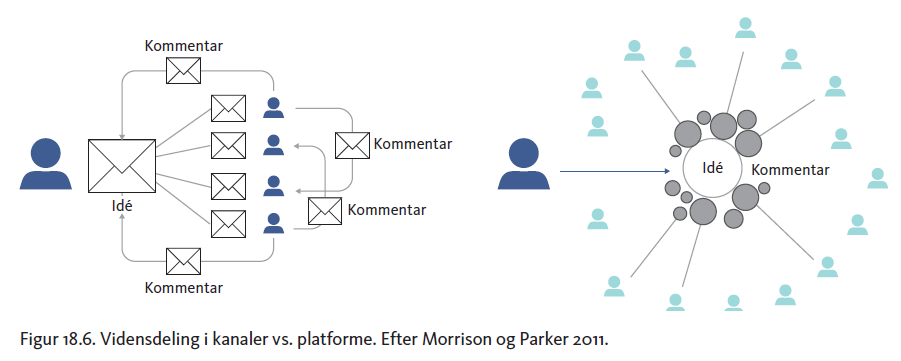 Kommentar
Kommentar
Idé
Kommentar
Kommentar
Idé
Kommentar
Figur 18.6. Vidensdeling i kanaler vs. platforme. Efter Morrison og Parker 2011.